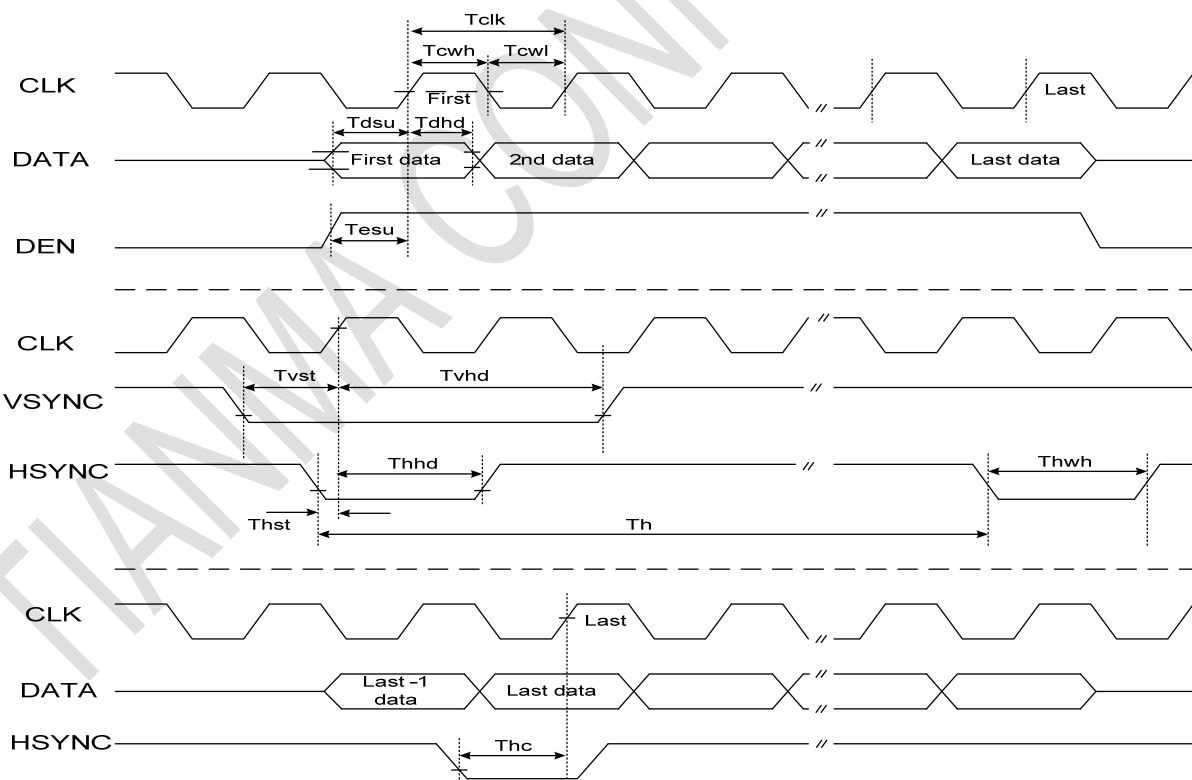 Tclk
Tcwh Tcwl
CLK First Last
Tdsu Tdhd
DATA First data 2nd data Last data
DEN Tesu
CLK
Tvst Tvhd
VSYNC
HSYNC Thhd Thwh
Thst Th
CLK Last
DATA Last -1 data Last data
HSYNC Thc
TIANMA CONF